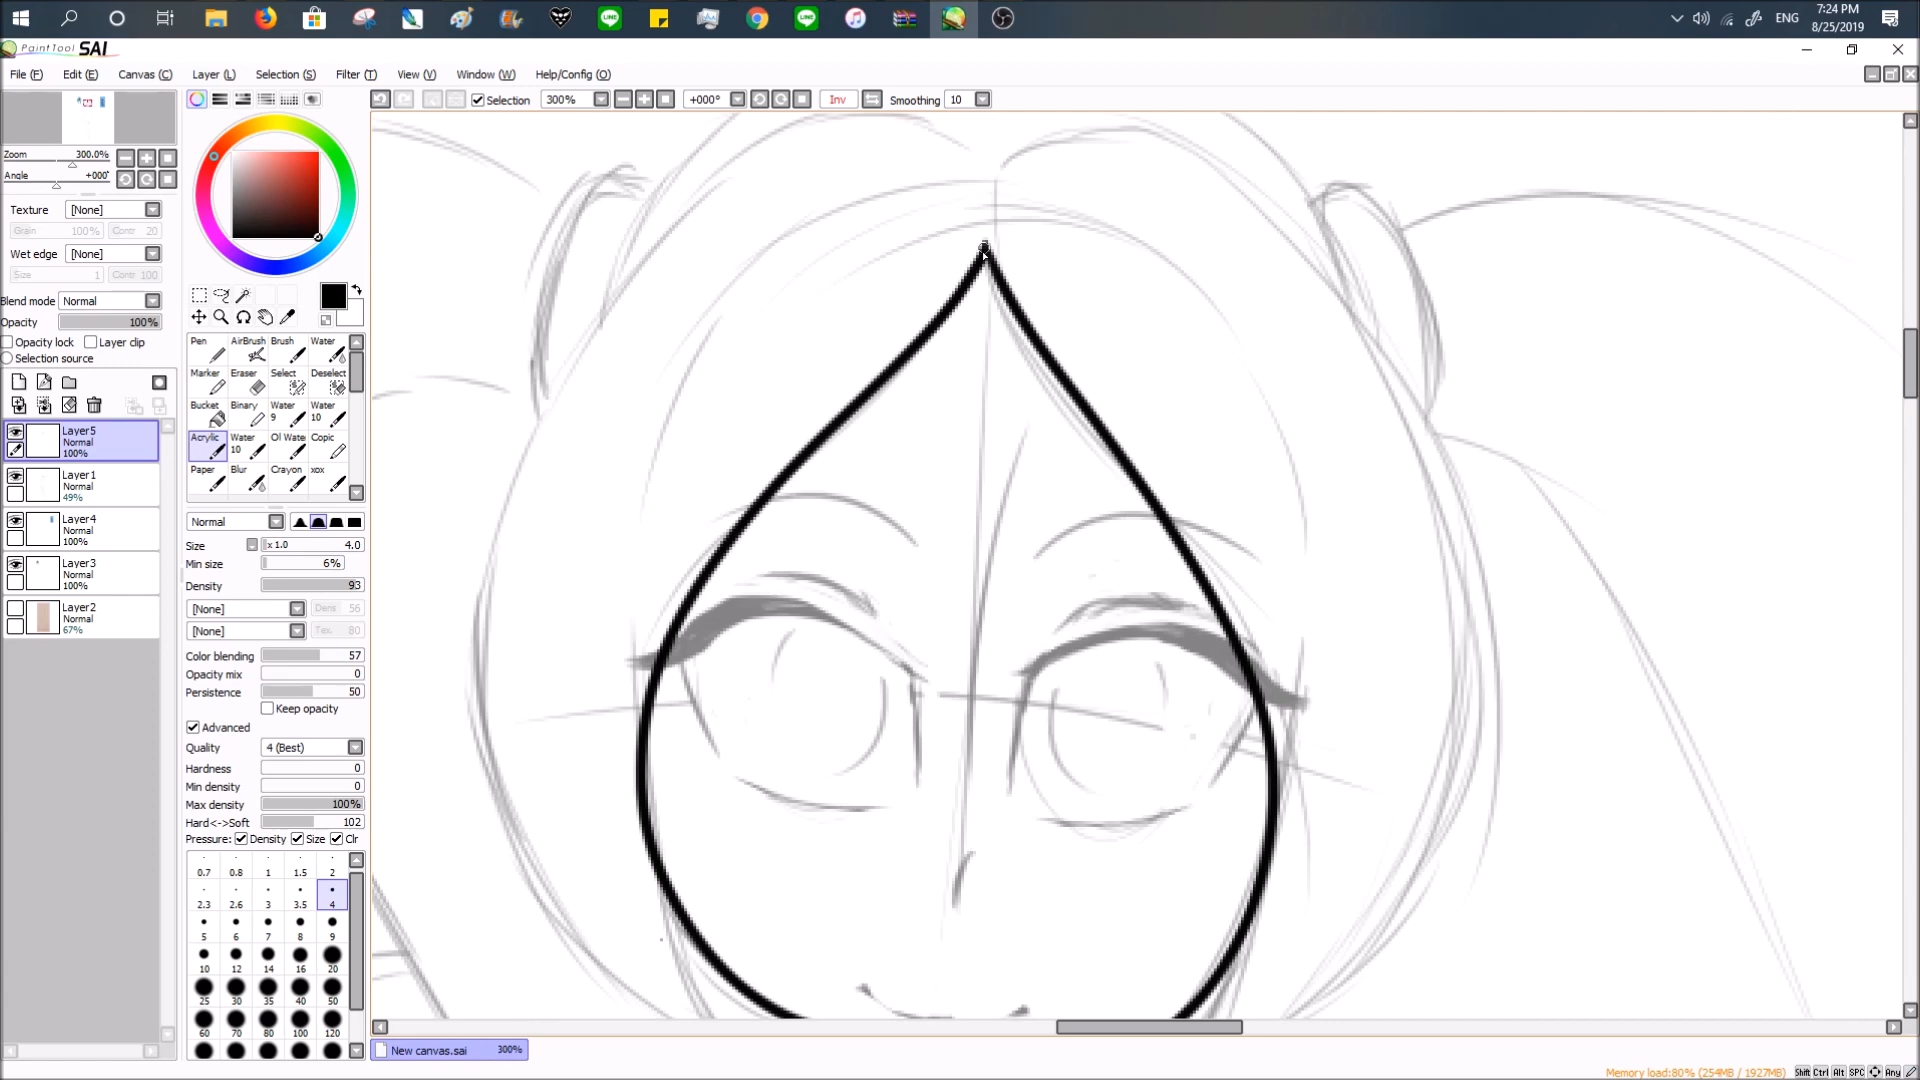 7:24 PM
ENG
8/25/2019
PaintTool SAI
File (F) Edit (E) Canvas (C) Layer (L) Selection (S) Filter (T) View (V) Window (W) Help/Config (O)
Selection 300% +000° Inv Smoothing 10
Zoom 300.0%
Angle +000°
Texture [None]
Grain 100% Contr 20
Wet edge [None]
Size 1 Contr 100
Blend mode Normal
Opacity 100%
Opacity lock Layer clip
Selection source
Layer5
Normal
100%
Layer1
Normal
49%
Layer4
Normal
100%
Layer3
Normal
100%
Layer2
Normal
67%
Pen AirBrush Brush Water
Marker Eraser Select Deselect
Bucket Binary Water 9 Water 10
Acrylic Water 10 Ol Wate Copic
Paper Blur Crayon xox
Normal
Size x 1.0 4.0
Min size 6%
Density 93
[None] Dens 56
[None] Tex. 80
Color blending 57
Opacity mix 0
Persistence 50
Keep opacity
Advanced
Quality 4 (Best)
Hardness 0
Min density 0
Max density 100%
Hard<->Soft 102
Pressure: Density Size Clr
0.7 0.8 1 1.5 2
2.3 2.6 3 3.5 4
5 6 7 8 9
10 12 14 16 20
25 30 35 40 50
60 70 80 100 120
New canvas.sai 300%
Memory load:80% (254MB / 1927MB) Shift Ctrl Alt SPC Any